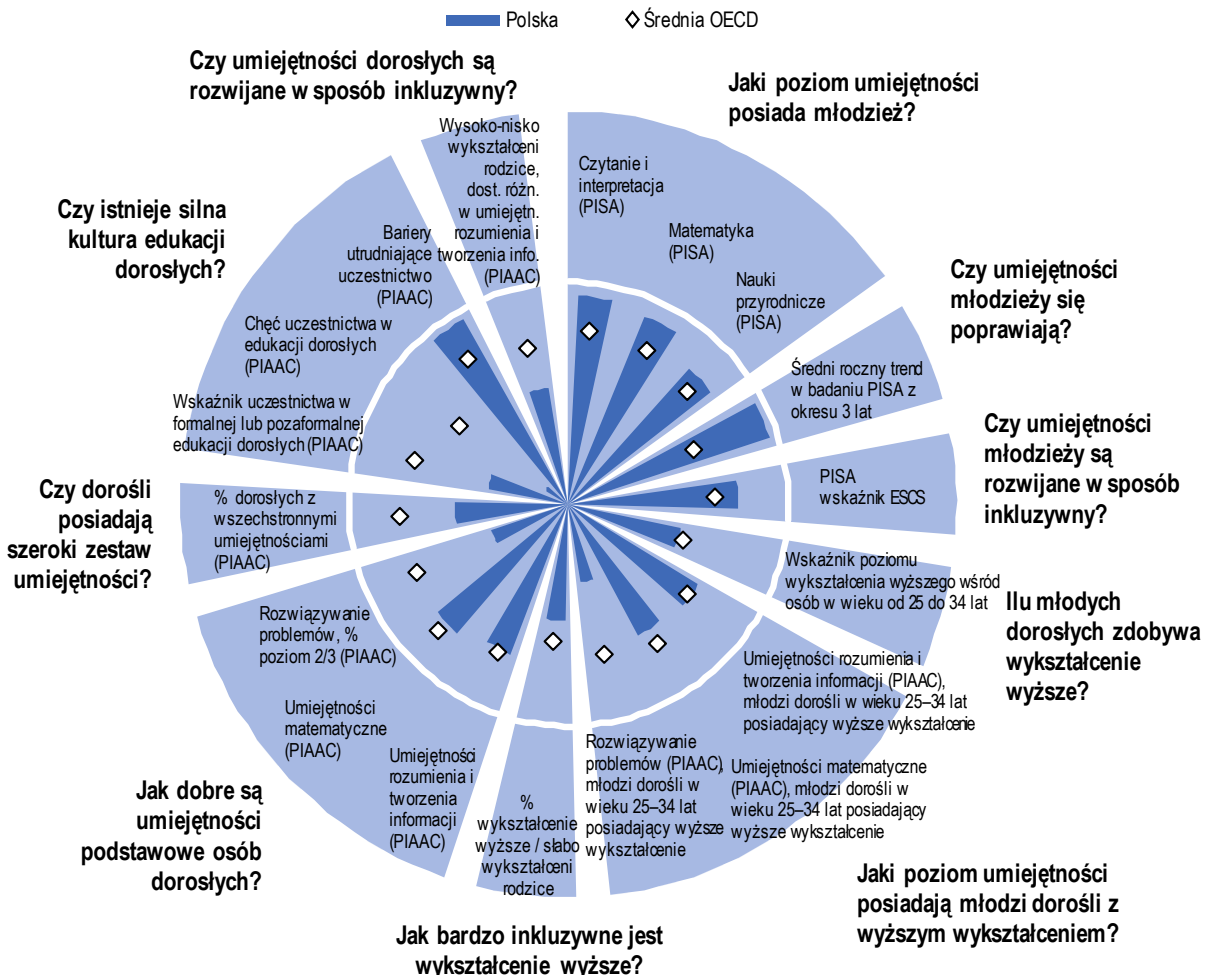 Polska
Średnia OECD
Czy umiejętności dorosłych są
rozwijane w sposób inkluzywny?
Jaki poziom umiejętności
posiada młodzież?
Wysoko-nisko
wykształceni
rodzice,
dost. różn.
w umiejętn.
rozumienia i
tworzenia info.
(PIAAC)
Czytanie i
interpretacja
(PISA)
Matematyka
(PISA)
Nauki
przyrodnicze
(PISA)
Czy istnieje silna
kultura edukacji
dorosłych?
Bariery
utrudniające
uczestnictwo
(PIAAC)
Chęć uczestnictwa w
edukacji dorosłych
(PIAAC)
Wskaźnik uczestnictwa w
formalnej lub pozaformalnej
edukacji dorosłych (PIAAC)
Czy umiejętności
młodzieży się
poprawiają?
Średni roczny trend
w badaniu PISA z
okresu 3 lat
Czy umiejętności
młodzieży są
rozwijane w sposób
inkluzywny?
PISA
wskaźnik ESCS
Czy dorośli
posiadają
szeroki zestaw
umiejętności?
% dorosłych z
wszechstronnymi
umiejętnościami
(PIAAC)
Wskaźnik poziomu
wykształcenia wyższego wśród
osób w wieku od 25 do 34 lat
Ilu młodych
dorosłych zdobywa
wykształcenie
wyższe?
Rozwiązywanie
problemów, %
poziom 2/3 (PIAAC)
Umiejętności
matematyczne
(PIAAC)
Umiejętności
rozumienia i
tworzenia
informacji
(PIAAC)
Jak dobre są
umiejętności
podstawowe osób
dorosłych?
Umiejętności rozumienia i
tworzenia informacji (PIAAC),
młodzi dorośli w wieku 25–34 lat
posiadający wyższe wykształcenie
Umiejętności matematyczne
(PIAAC), młodzi dorośli w
wieku 25–34 lat posiadający
wyższe wykształcenie
Rozwiązywanie
problemów (PIAAC),
młodzi dorośli w
wieku 25–34 lat
posiadający wyższe
wykształcenie
%
wykształcenie
wyższe / słabo
wykształceni
rodzice
Jaki poziom umiejętności
posiadają młodzi dorośli z
wyższym wykształceniem?
Jak bardzo inkluzywne jest
wykształcenie wyższe?